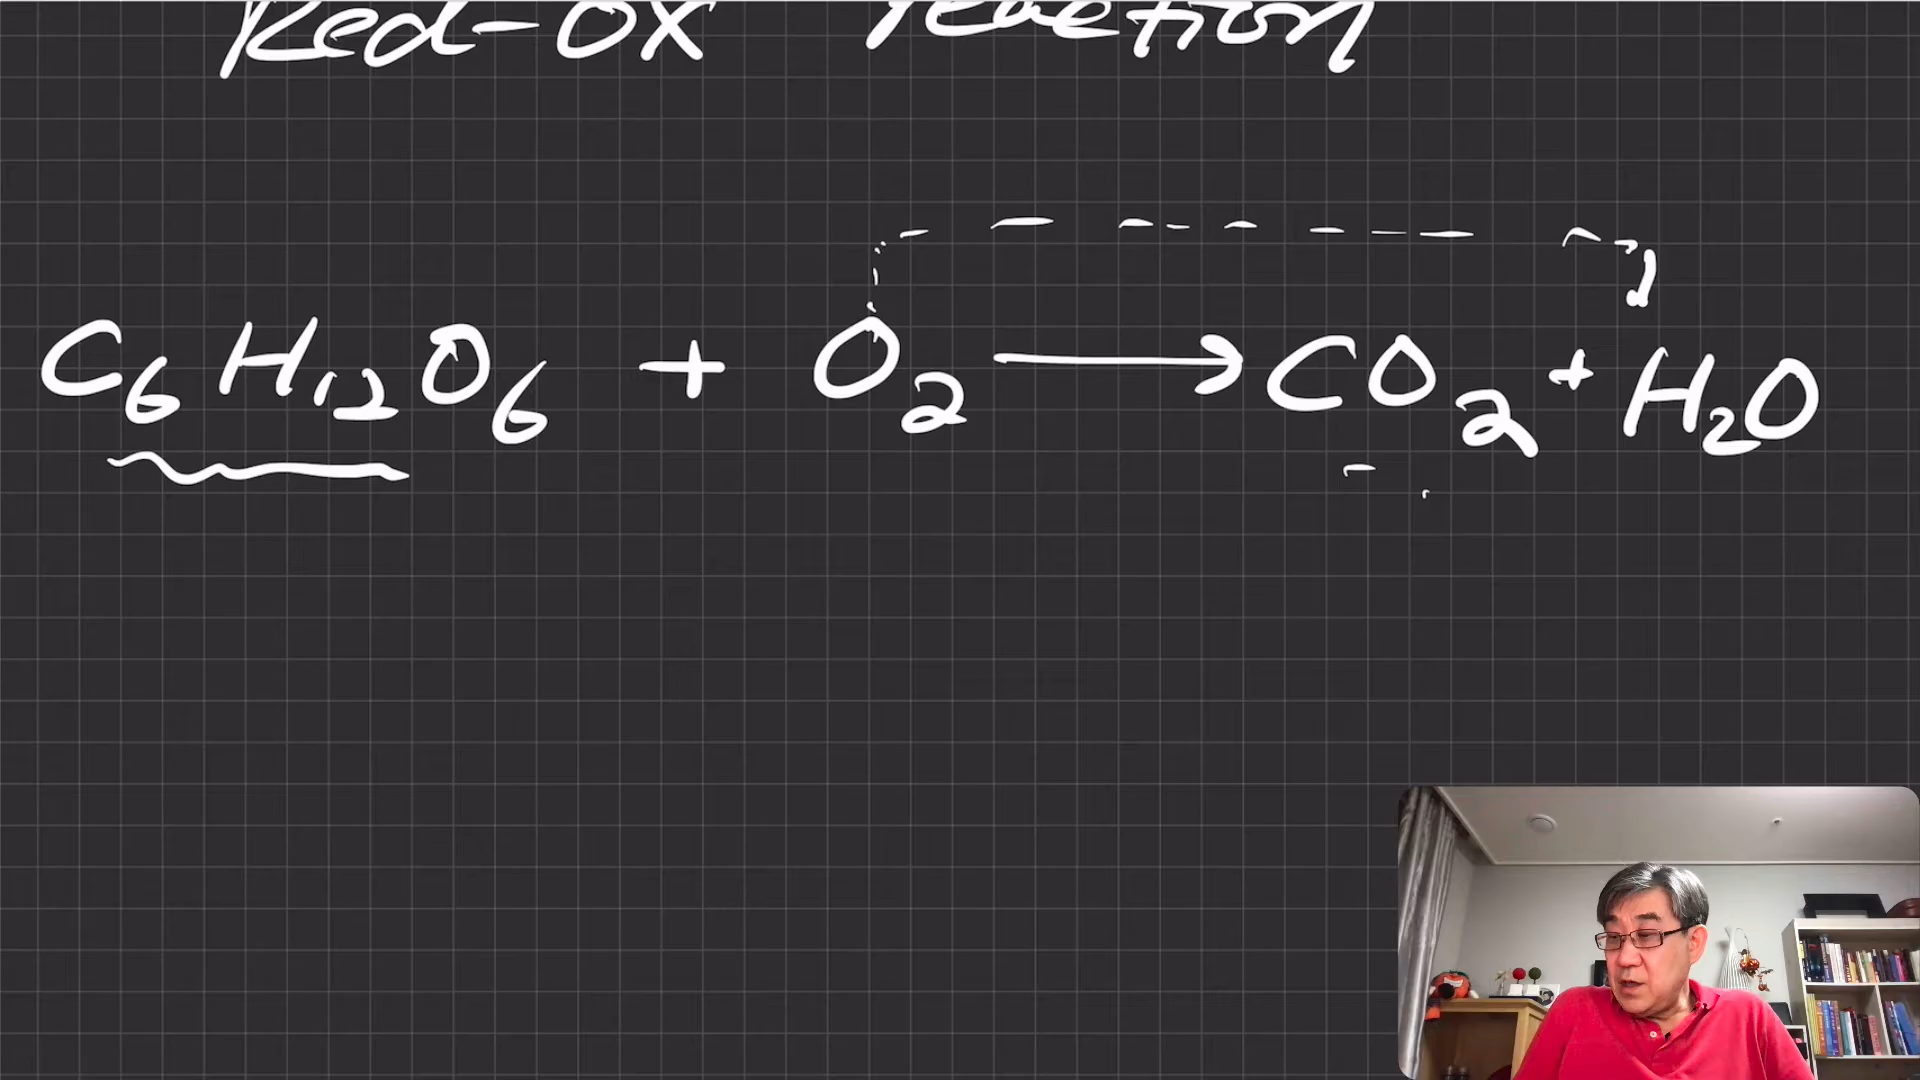 Red-OX reaction
C₆H₁₂O₆ + O₂ → CO₂ + H₂O